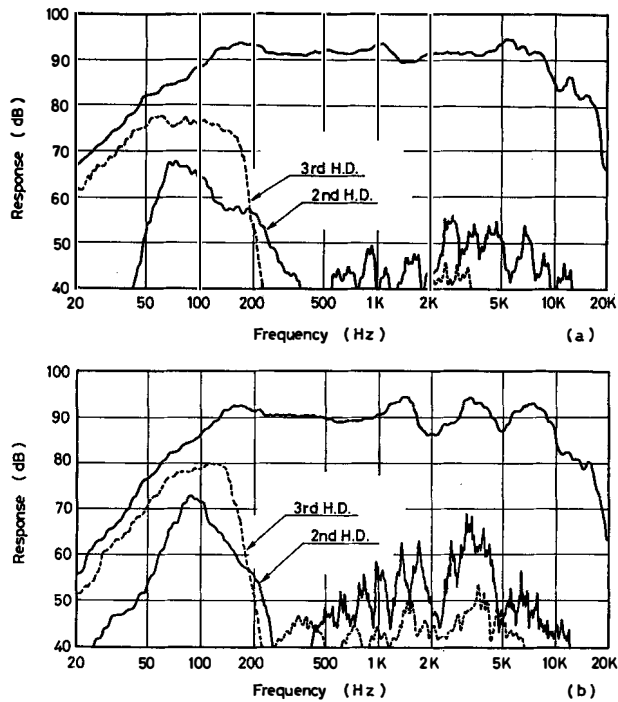 100
90
80
70
60
50
40
Response (dB)
3rd H.D.
2nd H.D.
20 50 100 200 500 1K 2K 5K 10K 20K
Frequency (Hz) (a)
100
90
80
70
60
50
40
Response (dB)
3rd H.D.
2nd H.D.
20 50 100 200 500 1K 2K 5K 10K 20K
Frequency (Hz) (b)